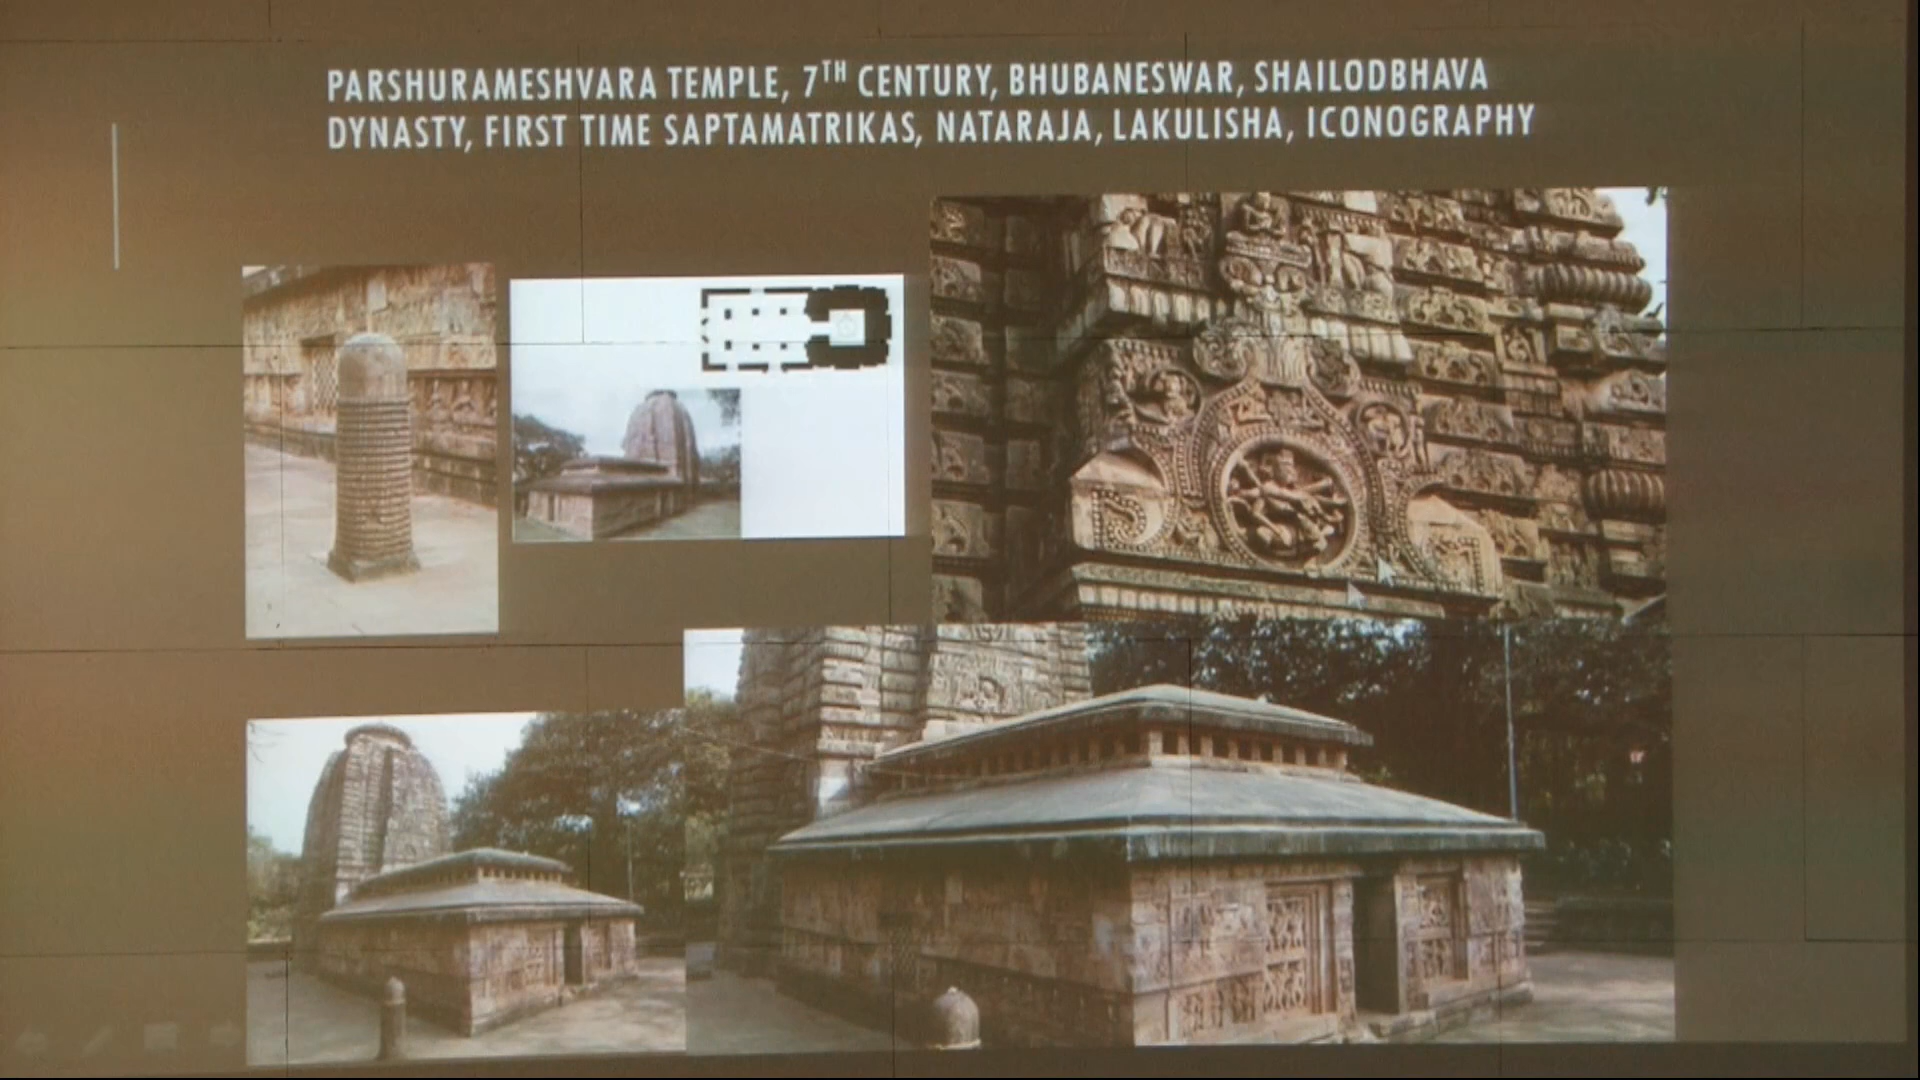 PARSHURAMESHVARA TEMPLE, 7TH CENTURY, BHUBANESWAR, SHAILODBHAVA
DYNASTY, FIRST TIME SAPTAMATRIKAS, NATARAJA, LAKULISHA, ICONOGRAPHY